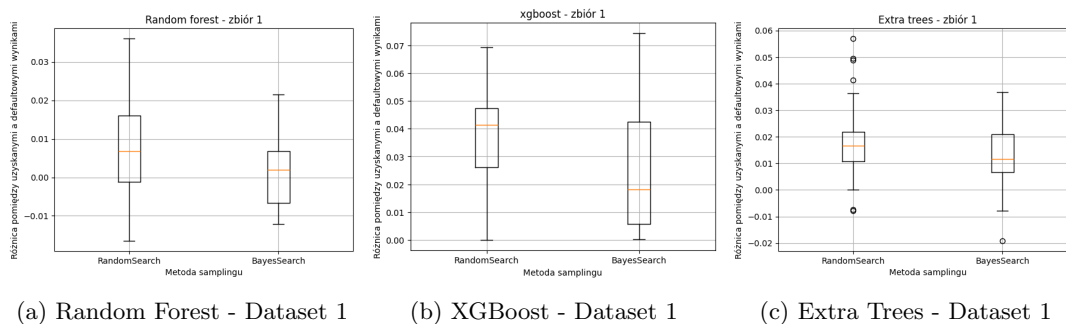 Random forest - zbiór 1
Różnica pomiędzy uzyskanymi a defaultowymi wynikami
0.03
0.02
0.01
0.00
−0.01
RandomSearch BayesSearch
Metoda samplingu
(a) Random Forest - Dataset 1
xgboost - zbiór 1
Różnica pomiędzy uzyskanymi a defaultowymi wynikami
0.07
0.06
0.05
0.04
0.03
0.02
0.01
0.00
RandomSearch BayesSearch
Metoda samplingu
(b) XGBoost - Dataset 1
Extra trees - zbiór 1
Różnica pomiędzy uzyskanymi a defaultowymi wynikami
0.06
0.05
0.04
0.03
0.02
0.01
0.00
−0.01
−0.02
RandomSearch BayesSearch
Metoda samplingu
(c) Extra Trees - Dataset 1